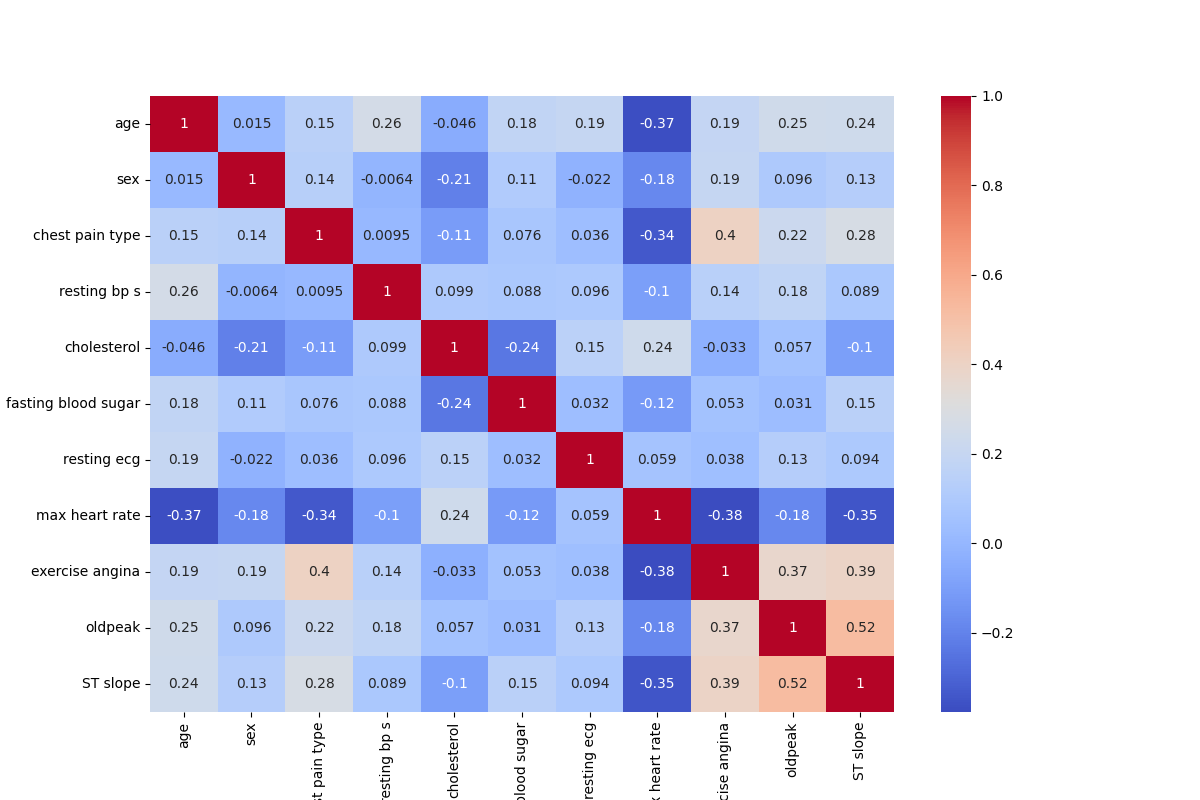 age 1 0.015 0.15 0.26 -0.046 0.18 0.19 -0.37 0.19 0.25 0.24
sex 0.015 1 0.14 -0.0064 -0.21 0.11 -0.022 -0.18 0.19 0.096 0.13
chest pain type 0.15 0.14 1 0.0095 -0.11 0.076 0.036 -0.34 0.4 0.22 0.28
resting bp s 0.26 -0.0064 0.0095 1 0.099 0.088 0.096 -0.1 0.14 0.18 0.089
cholesterol -0.046 -0.21 -0.11 0.099 1 -0.24 0.15 0.24 -0.033 0.057 -0.1
fasting blood sugar 0.18 0.11 0.076 0.088 -0.24 1 0.032 -0.12 0.053 0.031 0.15
resting ecg 0.19 -0.022 0.036 0.096 0.15 0.032 1 0.059 0.038 0.13 0.094
max heart rate -0.37 -0.18 -0.34 -0.1 0.24 -0.12 0.059 1 -0.38 -0.18 -0.35
exercise angina 0.19 0.19 0.4 0.14 -0.033 0.053 0.038 -0.38 1 0.37 0.39
oldpeak 0.25 0.096 0.22 0.18 0.057 0.031 0.13 -0.18 0.37 1 0.52
ST slope 0.24 0.13 0.28 0.089 -0.1 0.15 0.094 -0.35 0.39 0.52 1
age
sex
pain type
resting bp s
cholesterol
blood sugar
resting ecg
heart rate
angina
oldpeak
ST slope
1.0
0.8
0.6
0.4
0.2
0.0
−0.2